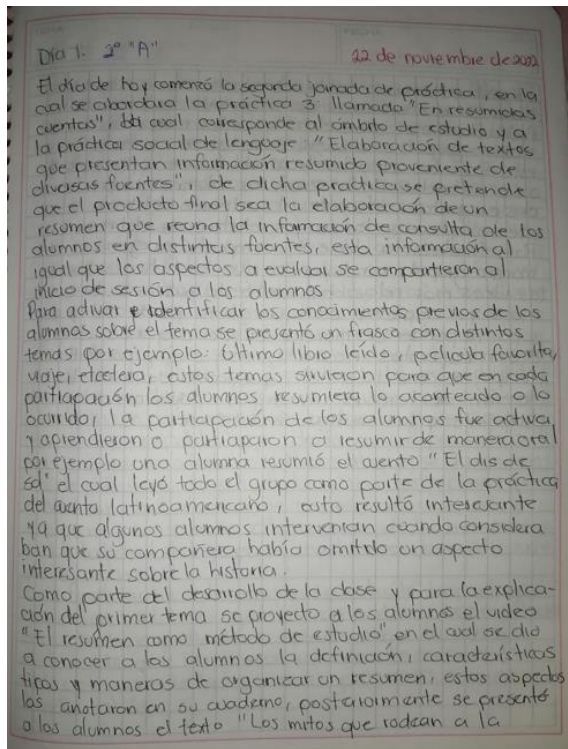 Día 1. 2° "A"
22 de noviembre de 2022
El día de hoy comenzó la segunda jornada de práctica, en la
cual se abordara la práctica 3 llamada "En resumidas
cuentas", la cual corresponde al ámbito de estudio y a
la práctica social de lenguaje "Elaboración de textos
que presentan información resumida proveniente de
diversas fuentes", de dicha practica se pretende
que el producto final sea la elaboración de un
resumen que reuna la información de consulta de los
alumnos en distintas fuentes, esta información al
igual que los aspectos a evaluar se compartieron al
inicio de sesión a los alumnos.
Para activar e identificar los conocimientos previos de los
alumnos sobre el tema se presentó un frasco con distintos
temas por ejemplo: Último libro leído, película favorita,
viaje, etcétera, estos temas sirvieron para que en cada
participación los alumnos resumiera lo acontecido o lo
ocurrido, la participación de los alumnos fue activa
y aprendieron o participaron a resumir de manera oral
por ejemplo una alumna resumió el cuento "El dis de
sol" el cual leyó todo el grupo como parte de la práctica
del cuento latinoamericano, esto resultó interesante
ya que algunos alumnos intervenían cuando considera
ban que su compañera había omitido un aspecto
interesante sobre la historia.
Como parte del desarrollo de la clase y para la explica-
ción del primer tema se proyecto a los alumnos el video
"El resúmen como método de estudio" en el cual se dio
a conocer a los alumnos la definición, características
tipos y maneras de organizar un resumen, estos aspectos
los anotaron en su cuaderno, posteriormente se presentó
a los alumnos el texto "Los mitos que rodean a la